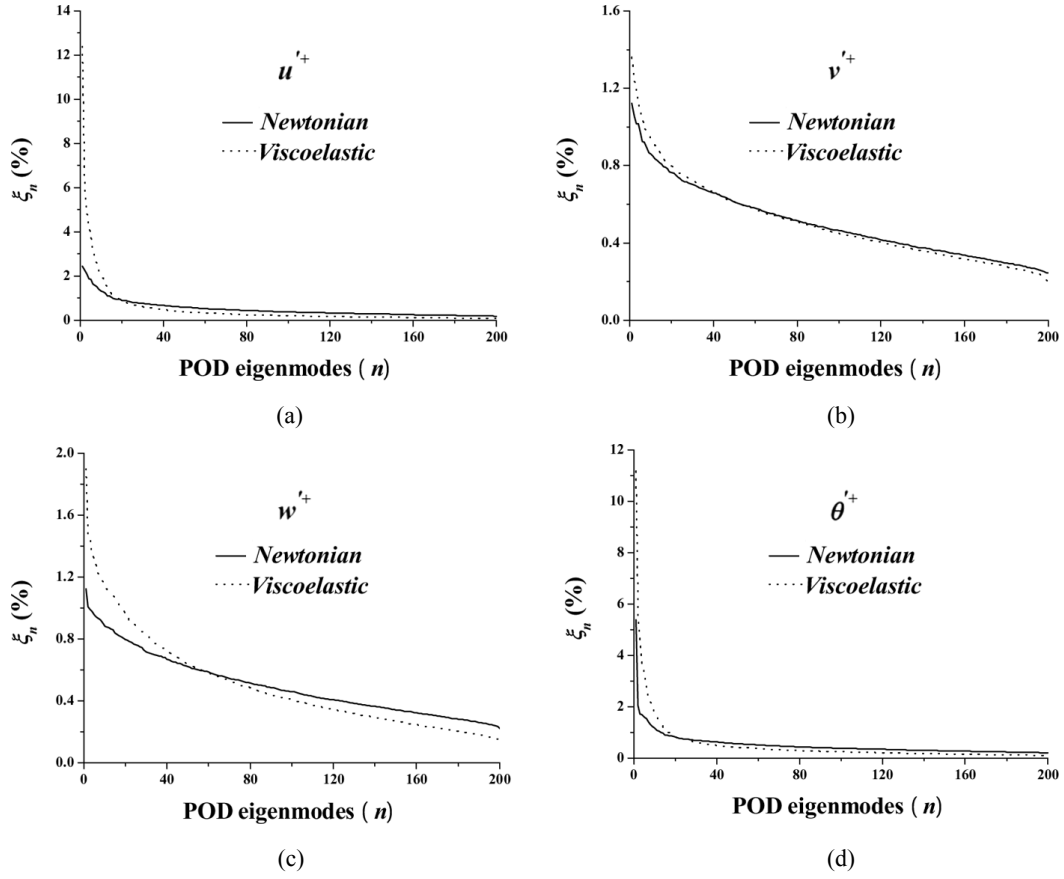 14
12
10
8
6
4
2
0
ξn (%)
u'+
Newtonian
Viscoelastic
0 40 80 120 160 200
POD eigenmodes ( n)
(a)
1.6
1.2
0.8
0.4
0.0
ξn (%)
v'+
Newtonian
Viscoelastic
0 40 80 120 160 200
POD eigenmodes ( n)
(b)
2.0
1.6
1.2
0.8
0.4
0.0
ξn (%)
w'+
Newtonian
Viscoelastic
0 40 80 120 160 200
POD eigenmodes ( n)
(c)
12
10
8
6
4
2
0
ξn (%)
θ'+
Newtonian
Viscoelastic
0 40 80 120 160 200
POD eigenmodes ( n)
(d)